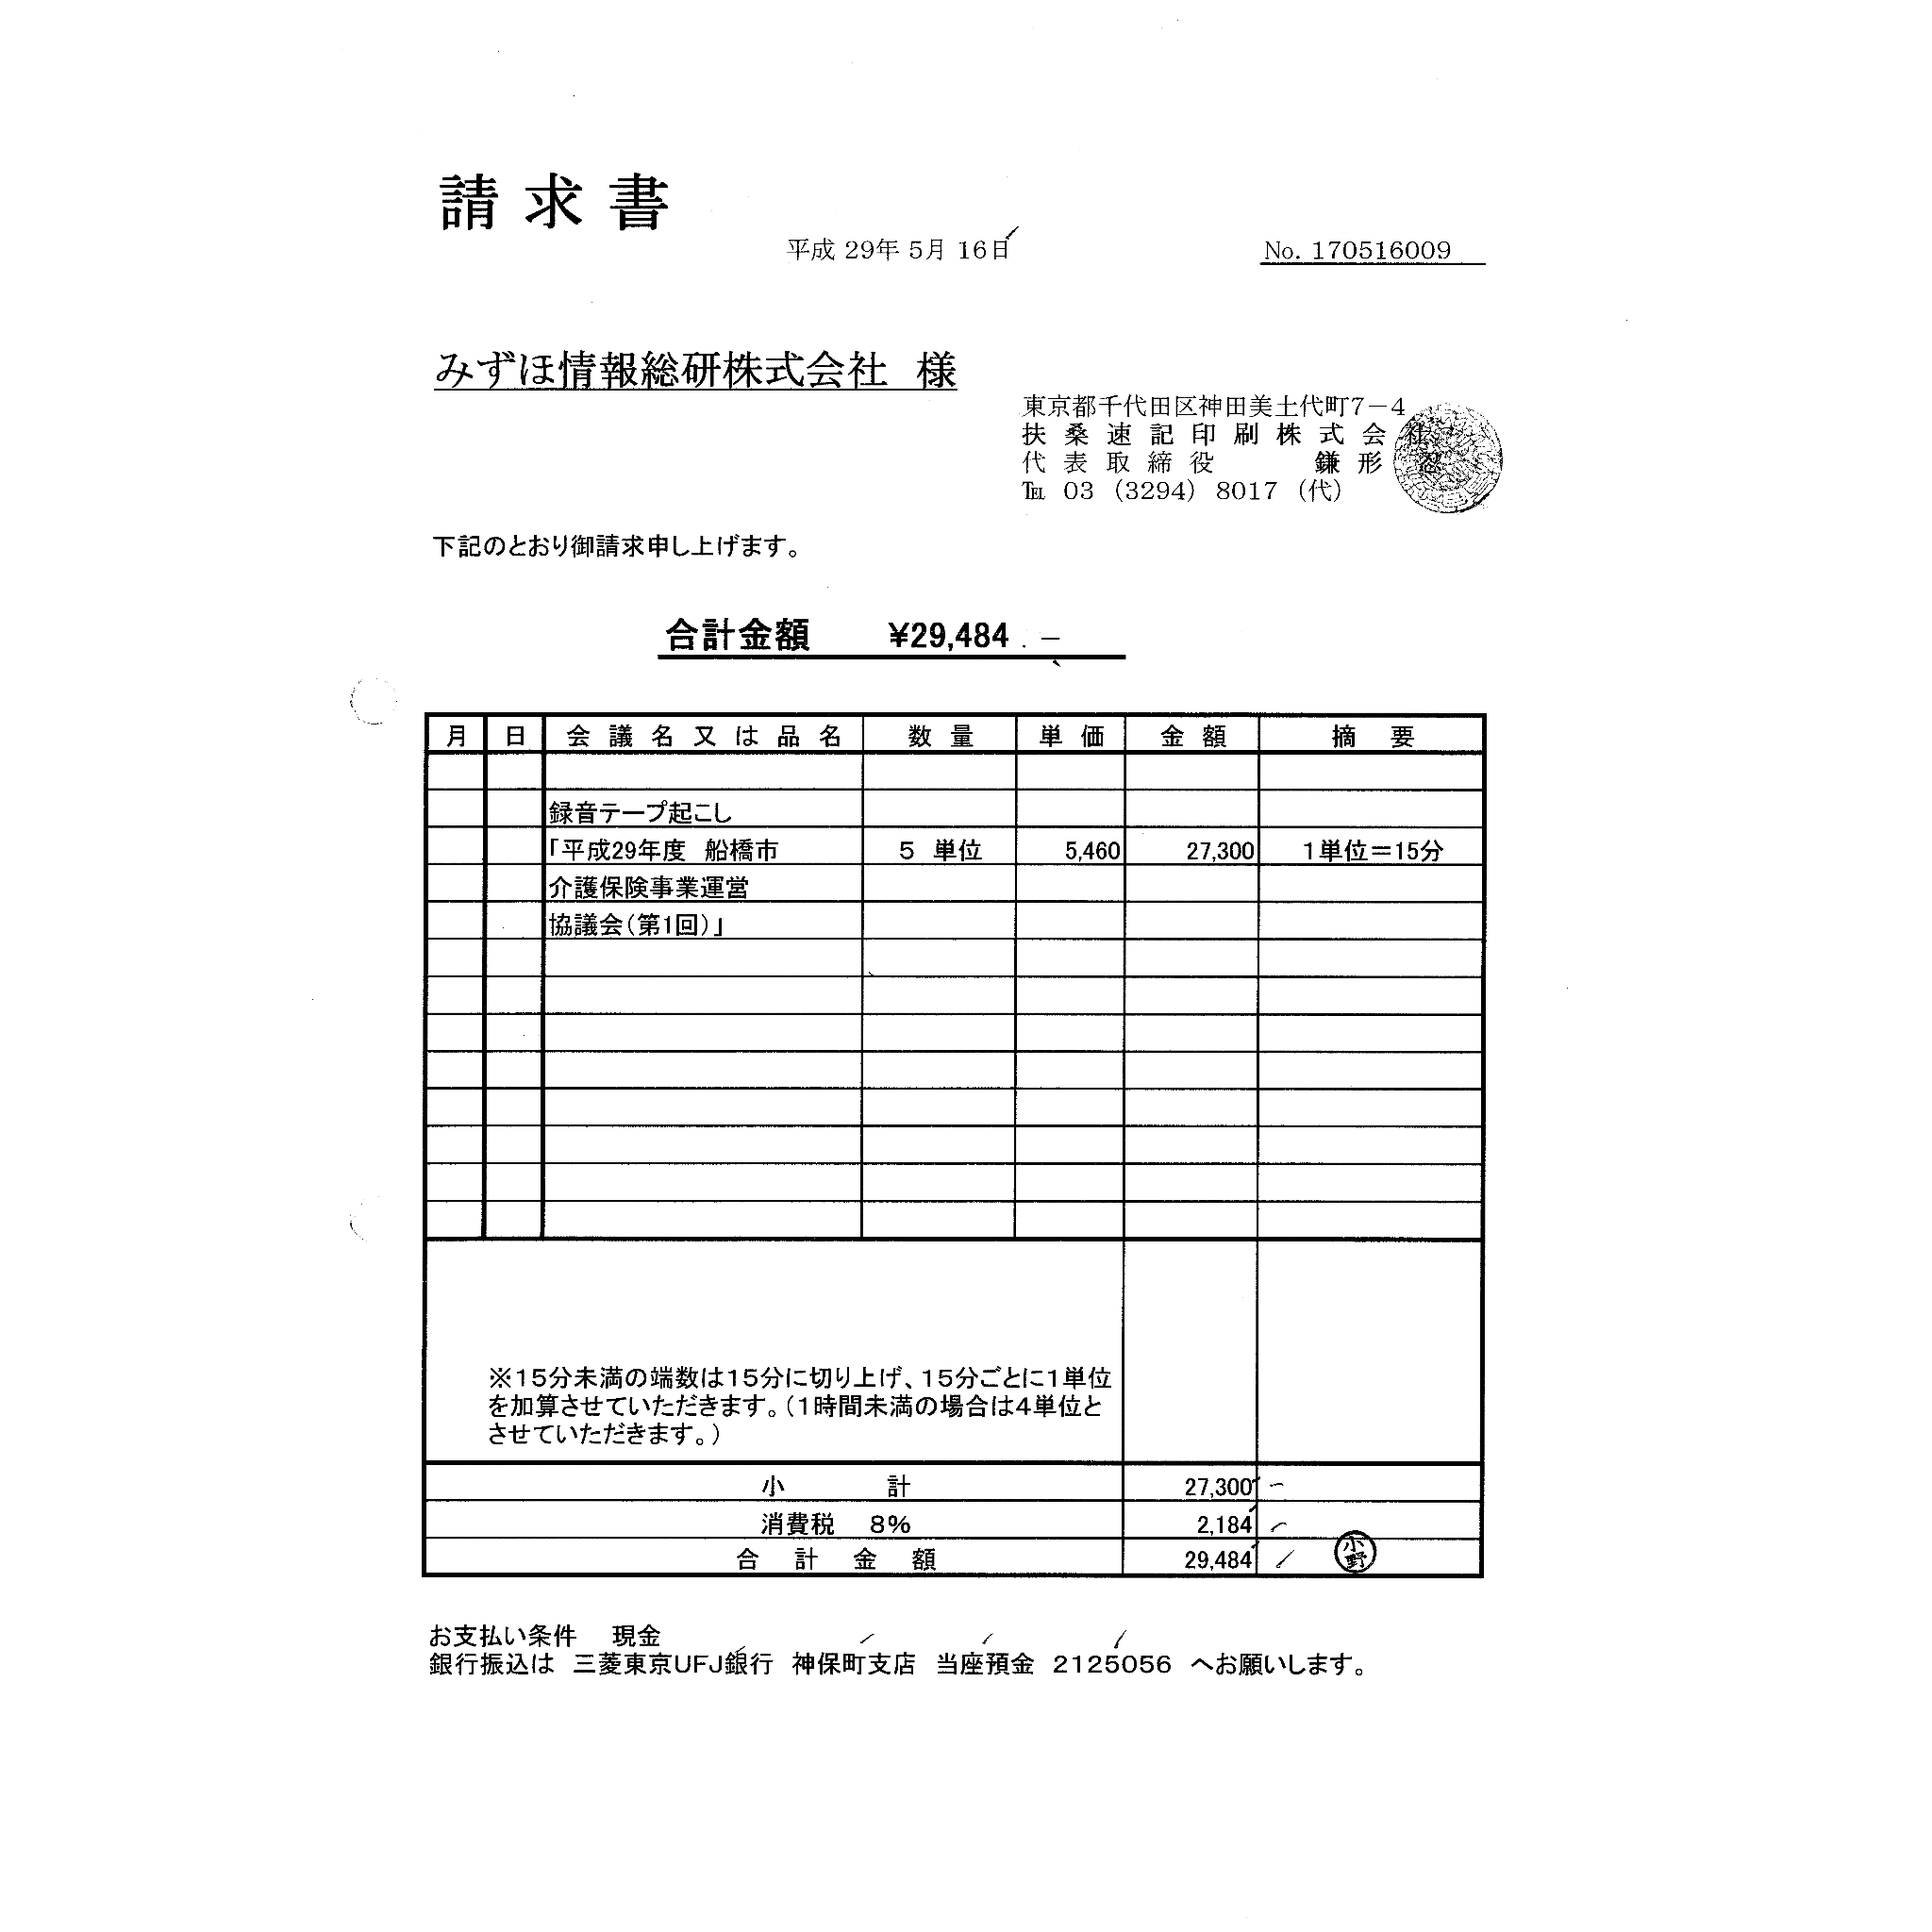 請求書
平成 29年 5月 16日
No. 170516009
みずほ情報総研株式会社 様
東京都千代田区神田美土代町7－4
扶桑速記印刷株式会社
代表取締役 鎌形 忍
℡ 03 (3294) 8017 (代)
下記のとおり御請求申し上げます。
合計金額 ¥29,484 . －
月 日 会議名又は品名 数量 単価 金額 摘要
録音テープ起こし
「平成29年度 船橋市 5 単位 5,460 27,300 1単位＝15分
介護保険事業運営
協議会(第1回)」
※15分未満の端数は15分に切り上げ、15分ごとに1単位
を加算させていただきます。(1時間未満の場合は4単位と
させていただきます。)
小計 27,300
消費税 8% 2,184
合計金額 29,484
小野
お支払い条件 現金
銀行振込は 三菱東京UFJ銀行 神保町支店 当座預金 2125056 へお願いします。